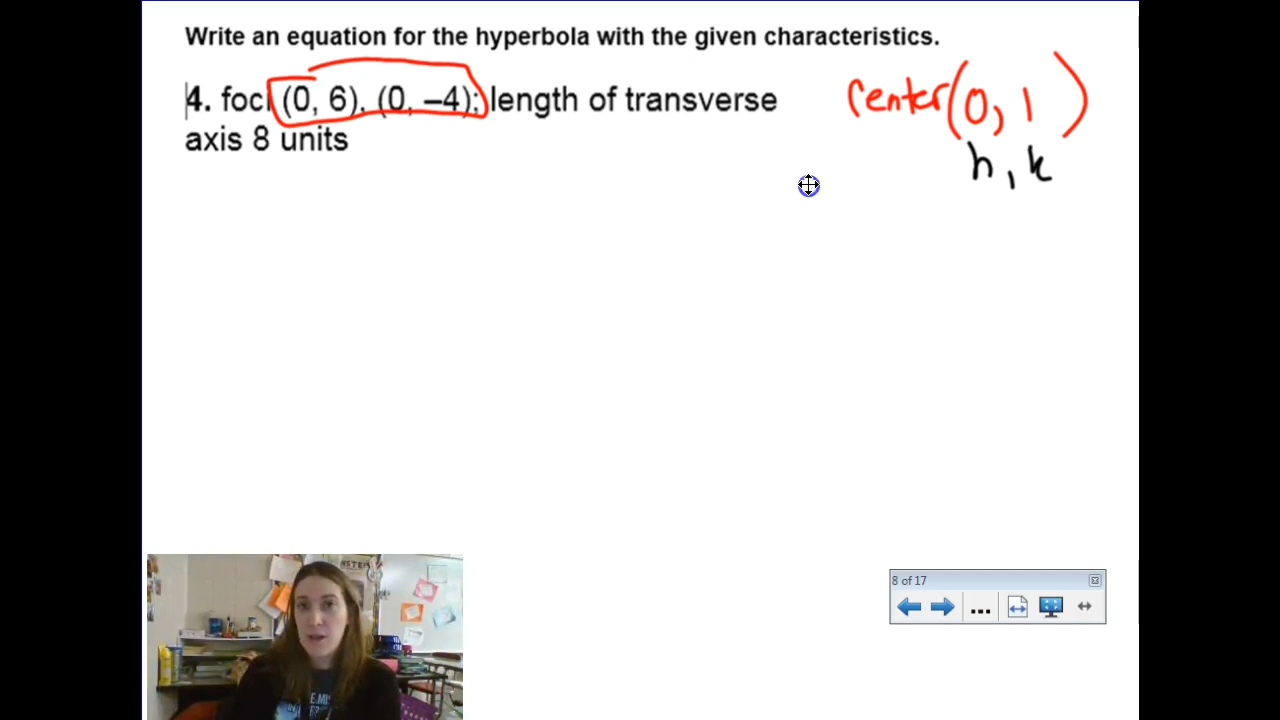 Write an equation for the hyperbola with the given characteristics.
4. foci (0, 6), (0, –4); length of transverse
axis 8 units
center (0, 1)
h, k
8 of 17
...